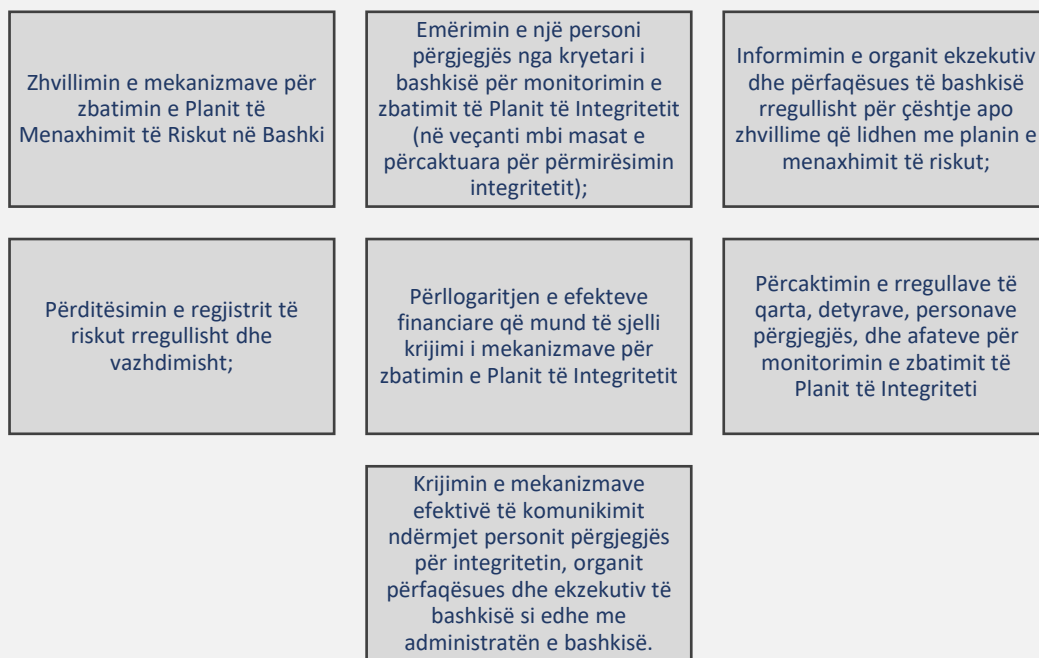 Zhvillimin e mekanizmave për
zbatimin e Planit të
Menaxhimit të Riskut në Bashki
Emërimin e një personi
përgjegjës nga kryetari i
bashkisë për monitorimin e
zbatimit të Planit të Integritetit
(në veçanti mbi masat e
përcaktuara për përmirësimin
integritetit);
Informimin e organit ekzekutiv
dhe përfaqësues të bashkisë
rregullisht për çështje apo
zhvillime që lidhen me planin e
menaxhimit të riskut;
Përditësimin e regjistrit të
riskut rregullisht dhe
vazhdimisht;
Përllogaritjen e efekteve
financiare që mund të sjelli
krijimi i mekanizmave për
zbatimin e Planit të Integritetit
Përcaktimin e rregullave të
qarta, detyrave, personave
përgjegjës, dhe afateve për
monitorimin e zbatimit të
Planit të Integriteti
Krijimin e mekanizmave
efektivë të komunikimit
ndërmjet personit përgjegjës
për integritetin, organit
përfaqësues dhe ekzekutiv të
bashkisë si edhe me
administratën e bashkisë.